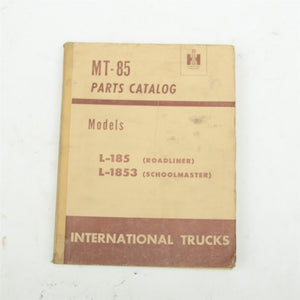 MT-85
PARTS CATALOG
Models
L-185 (ROADLINER)
L-1853 (SCHOOLMASTER)
INTERNATIONAL TRUCKS